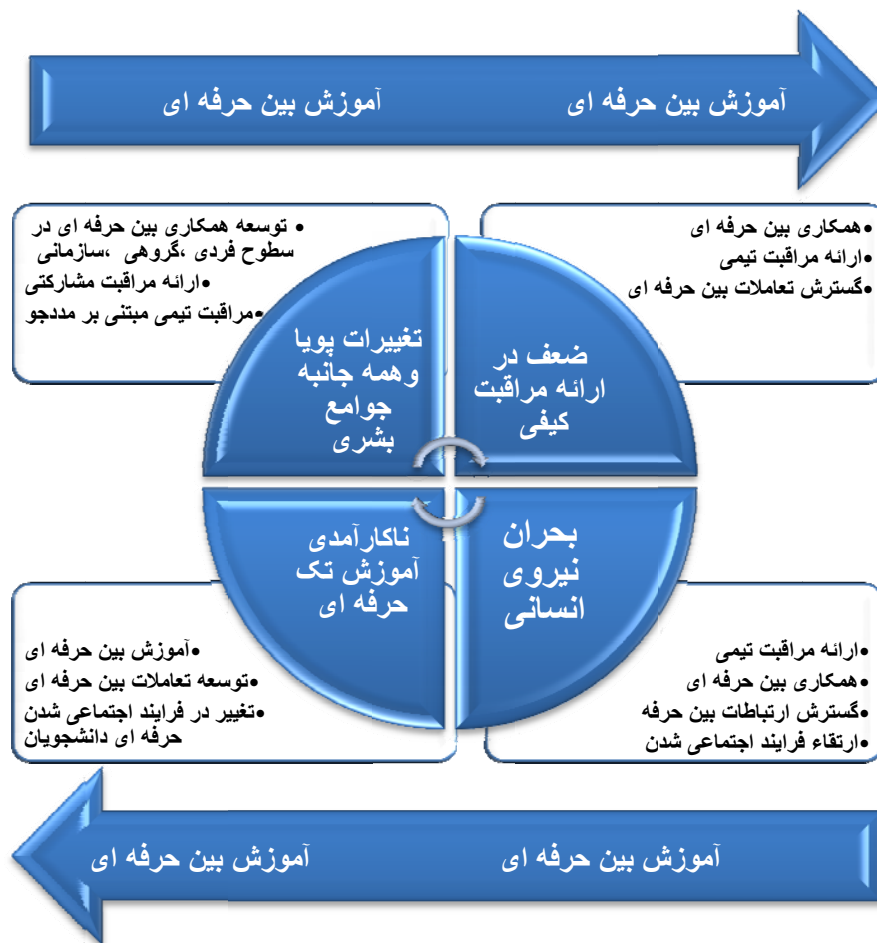 آموزش بین حرفه ای
آموزش بین حرفه ای
•همکاری بین حرفه ای
•ارائه مراقبت تیمی
•گسترش تعاملات بین حرفه ای
• توسعه همکاری بین حرفه ای در
سطوح فردی ،گروهی ،سازمانی
•ارائه مراقبت مشارکتی
•مراقبت تیمی مبتنی بر مددجو
ضعف در
ارائه مراقبت
کیفی
تغییرات پویا
وهمه جانبه
جوامع
بشری
بحران
نیروی
انسانی
ناکارآمدی
آموزش تک
حرفه ای
•ارائه مراقبت تیمی
•همکاری بین حرفه ای
•گسترش ارتباطات بین حرفه
•ارتقاء فرایند اجتماعی شدن
•آموزش بین حرفه ای
•توسعه تعاملات بین حرفه ای
•تغییر در فرایند اجتماعی شدن
حرفه ای دانشجویان
آموزش بین حرفه ای
آموزش بین حرفه ای